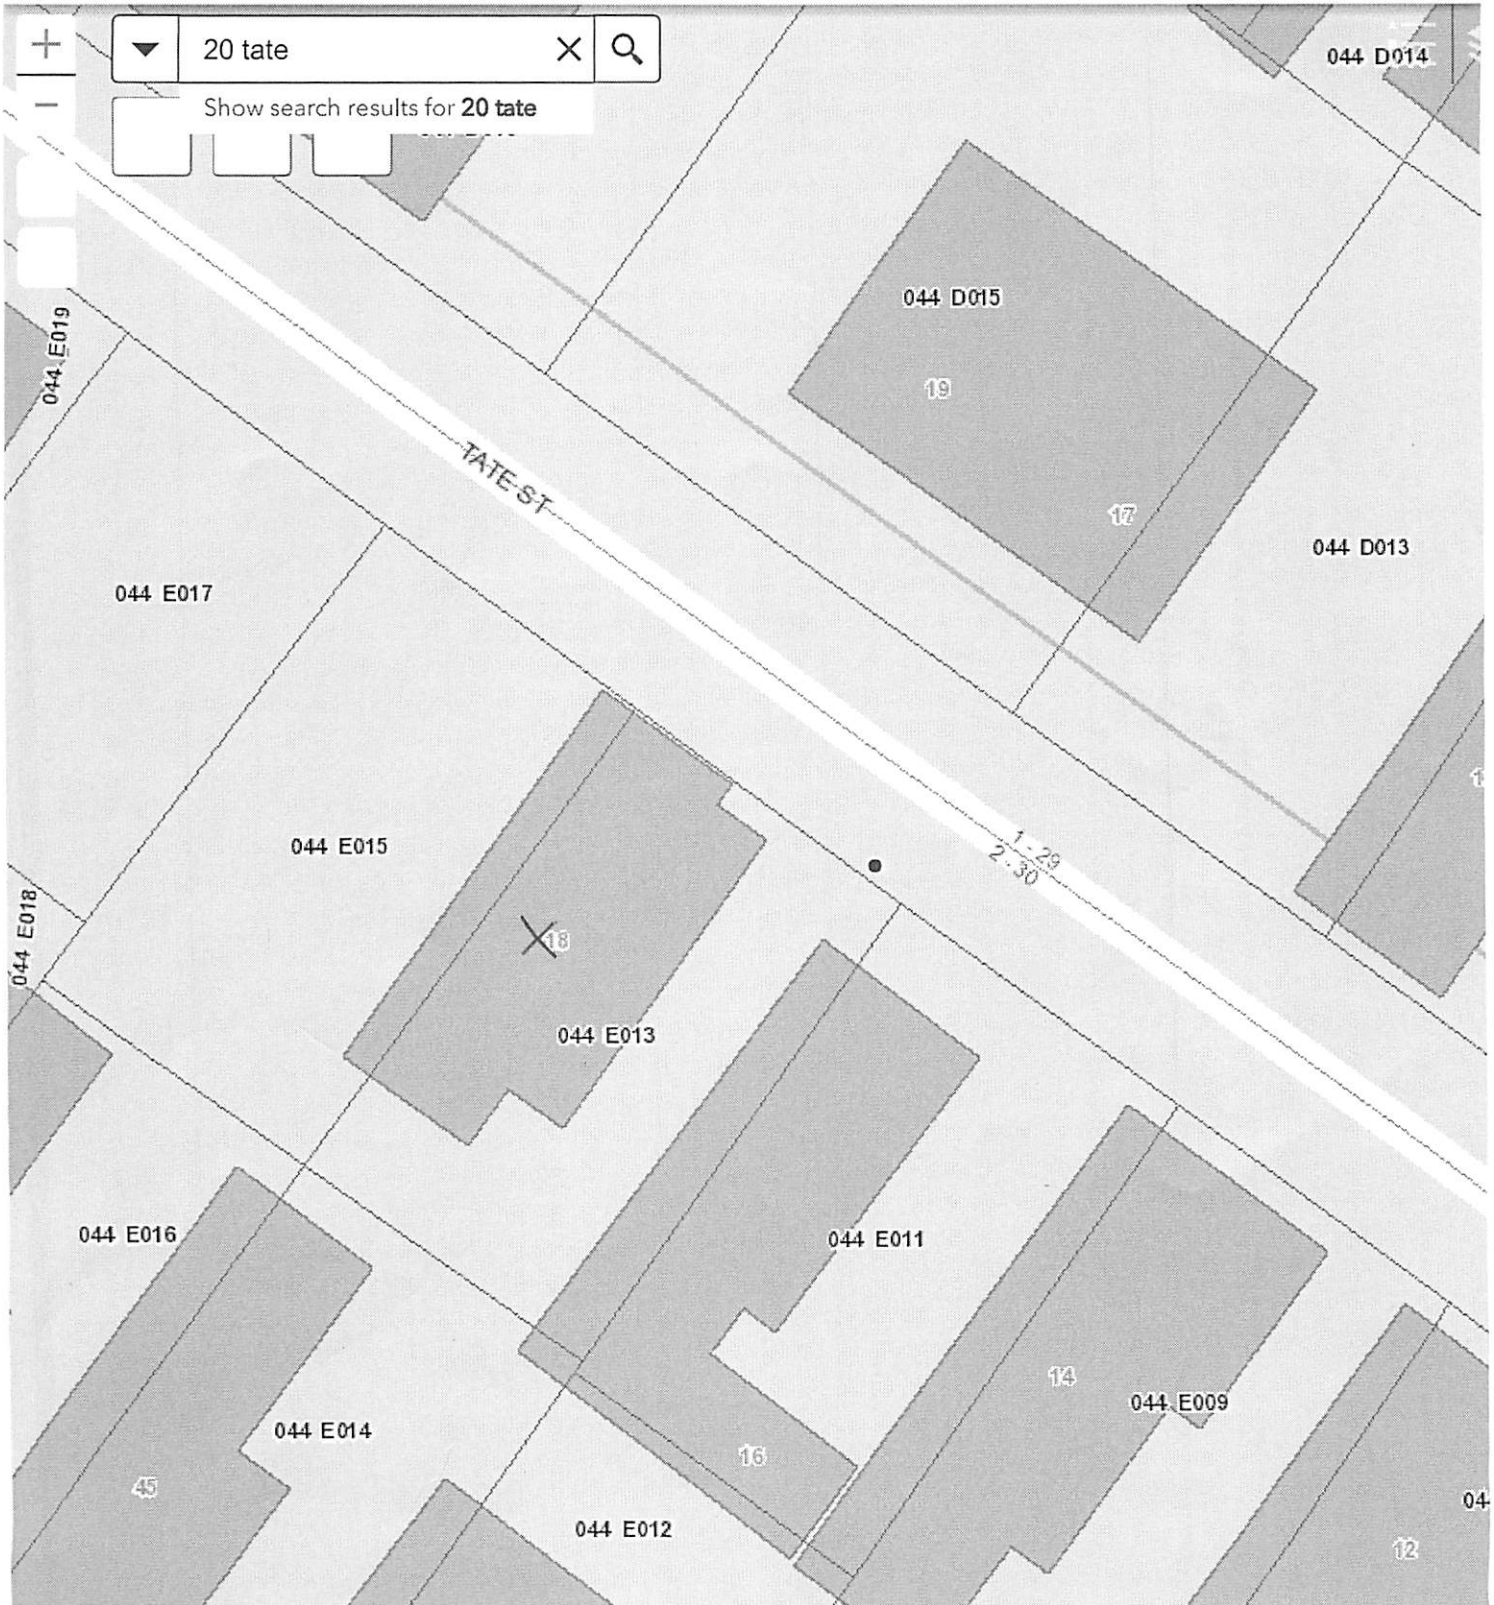 20 tate
Show search results for 20 tate
044 D014
044 D015
19
044 E019
TATE ST
17
044 D013
044 E017
1 - 29
2 - 30
044 E015
044 E018
18
044 E013
044 E016
044 E011
14
044 E009
044 E014
16
45
044 E012
12